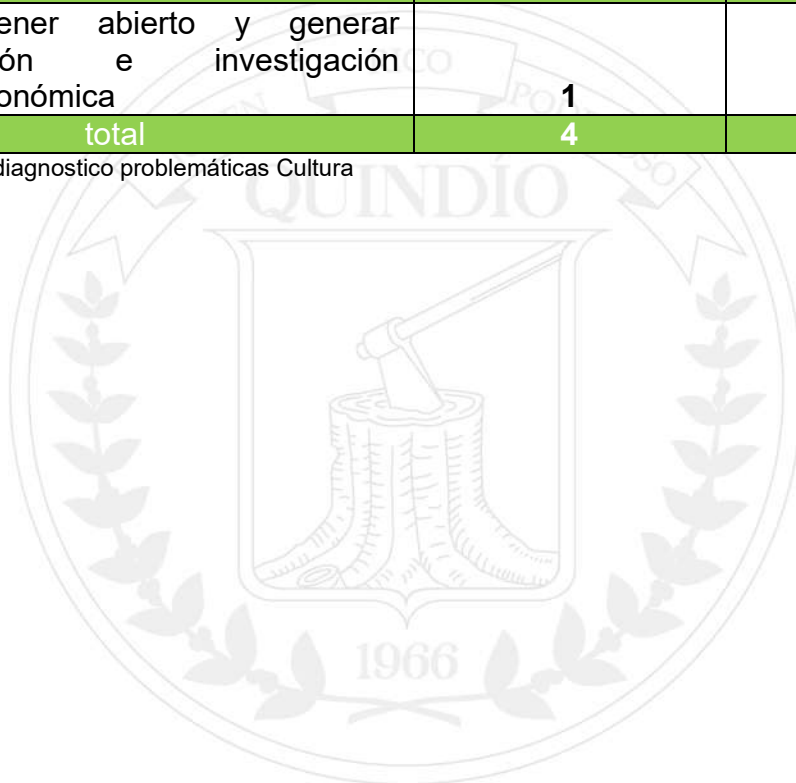 ener abierto y generar
ón e investigación
onómica 1
total 4
diagnostico problemáticas Cultura
QUINDÍO
1966